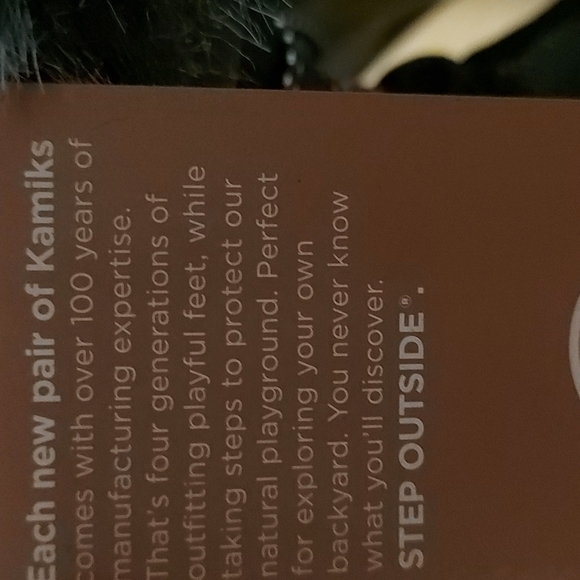 Each new pair of Kamiks
comes with over 100 years of
manufacturing expertise.
That's four generations of
outfitting playful feet, while
taking steps to protect our
natural playground. Perfect
for exploring your own
backyard. You never know
what you'll discover.
STEP OUTSIDE®.